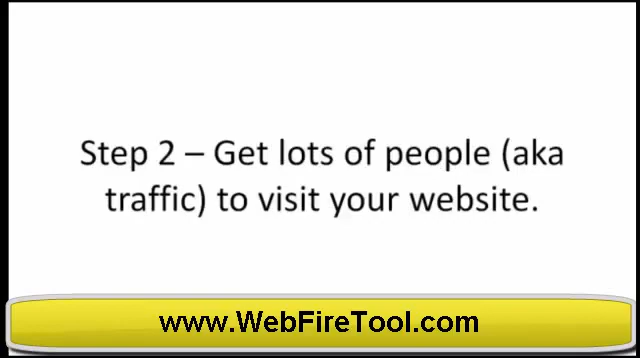 Step 2 – Get lots of people (aka
traffic) to visit your website.
www.WebFireTool.com